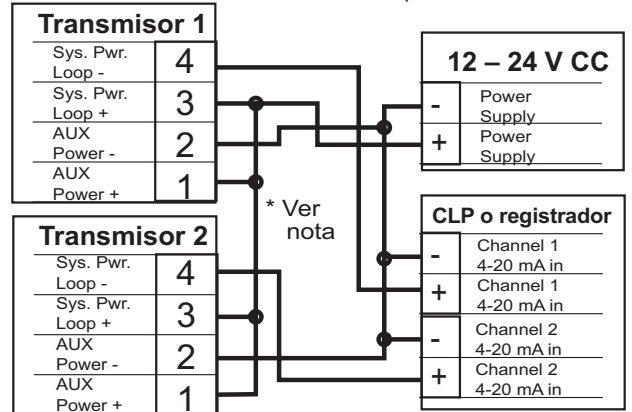 Transmisor 1
Sys. Pwr.
Loop -
4
Sys. Pwr.
Loop +
3
AUX
Power -
2
AUX
Power +
1
Transmisor 2
Sys. Pwr.
Loop -
4
Sys. Pwr.
Loop +
3
AUX
Power -
2
AUX
Power +
1
* Ver
nota
12 – 24 V CC
-
Power
Supply
+
Power
Supply
CLP o registrador
-
Channel 1
4-20 mA in
+
Channel 1
4-20 mA in
-
Channel 2
4-20 mA in
+
Channel 2
4-20 mA in